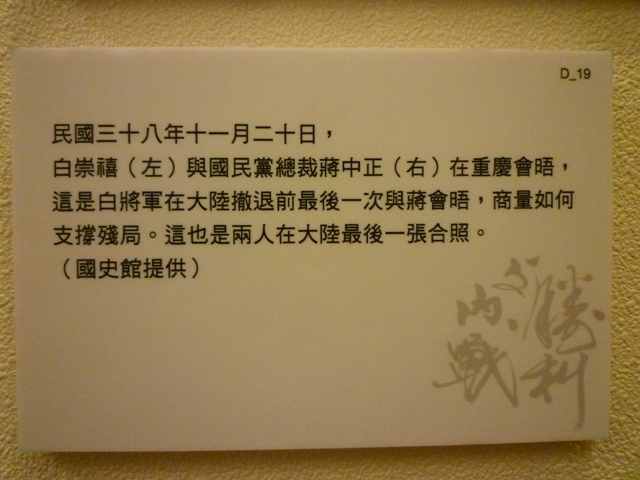 D_19
民國三十八年十一月二十日，
白崇禧（左）與國民黨總裁蔣中正（右）在重慶會晤，
這是白將軍在大陸撤退前最後一次與蔣會晤，商量如何
支撐殘局。這也是兩人在大陸最後一張合照。
（國史館提供）
勝利
內戰